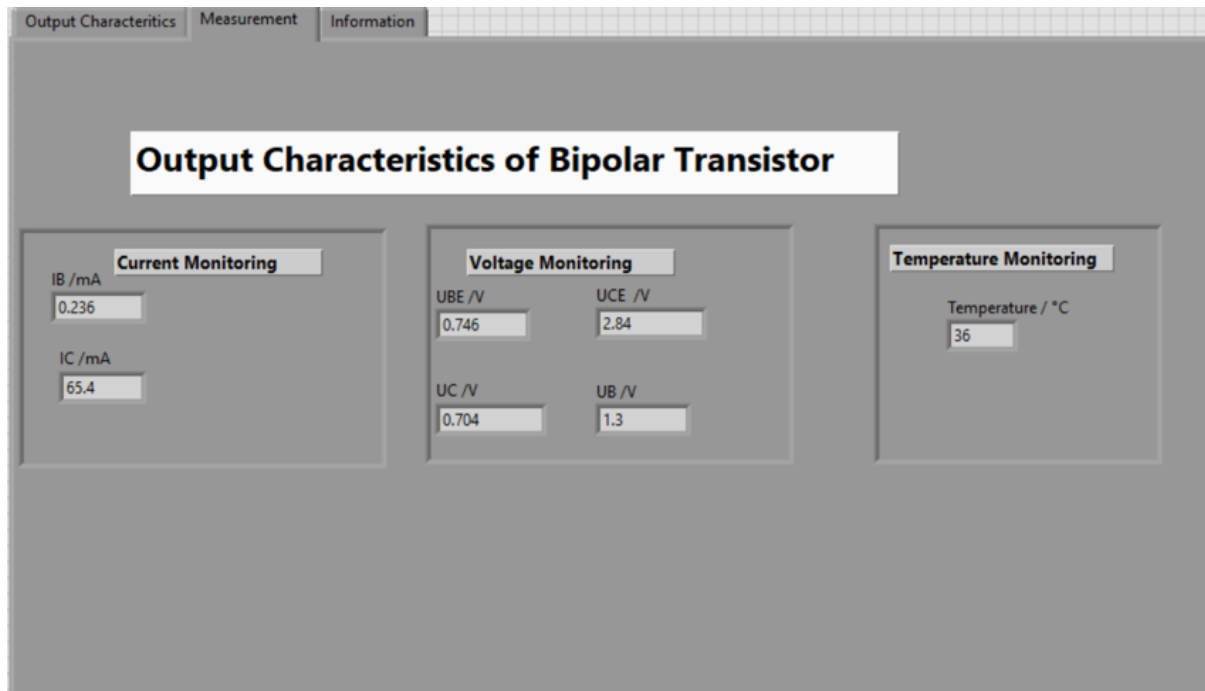 Output Characteritics
Measurement
Information
Output Characteristics of Bipolar Transistor
Current Monitoring
IB /mA
0.236
IC /mA
65.4
Voltage Monitoring
UBE /V
UCE /V
0.746
2.84
UC /V
UB /V
0.704
1.3
Temperature Monitoring
Temperature / °C
36